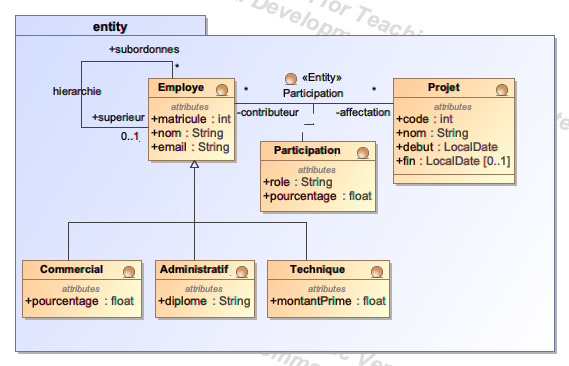 for Teaching
Developm
entity
+subordonnes
*
hierarchie
+superieur
0..1
Employe
attributes
+matricule : int
+nom : String
+email : String
«Entity»
Participation
*
*
-contributeur
-affectation
Projet
attributes
+code : int
+nom : String
+debut : LocalDate
+fin : LocalDate [0..1]
Participation
attributes
+role : String
+pourcentage : float
Commercial
attributes
+pourcentage : float
Administratif
attributes
+diplome : String
Technique
attributes
+montantPrime : float